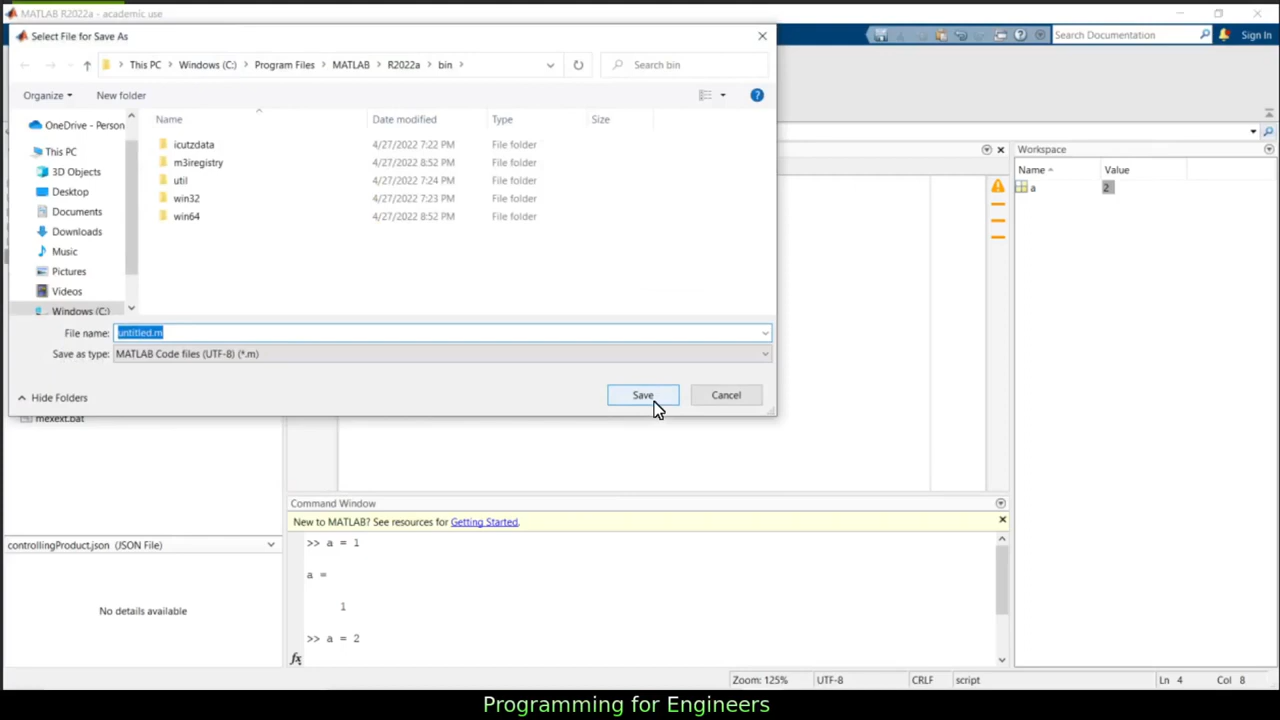 MATLAB R2022a - academic use
Select File for Save As
Search Documentation
Sign In
This PC › Windows (C:) › Program Files › MATLAB › R2022a › bin ›
Search bin
Organize
New folder
Name Date modified Type Size
OneDrive - Person
This PC
3D Objects
Desktop
Documents
Downloads
Music
Pictures
Videos
Windows (C:)
icutzdata 4/27/2022 7:22 PM File folder
m3iregistry 4/27/2022 8:52 PM File folder
util 4/27/2022 7:24 PM File folder
win32 4/27/2022 7:23 PM File folder
win64 4/27/2022 8:52 PM File folder
File name: untitled.m
Save as type: MATLAB Code files (UTF-8) (*.m)
Hide Folders
Save
Cancel
Workspace
Name Value
a 2
mexext.bat
controllingProduct.json (JSON File)
No details available
Command Window
New to MATLAB? See resources for Getting Started.
>> a = 1
a =
1
>> a = 2
fx
Zoom: 125% UTF-8 CRLF script Ln 4 Col 8
Programming for Engineers